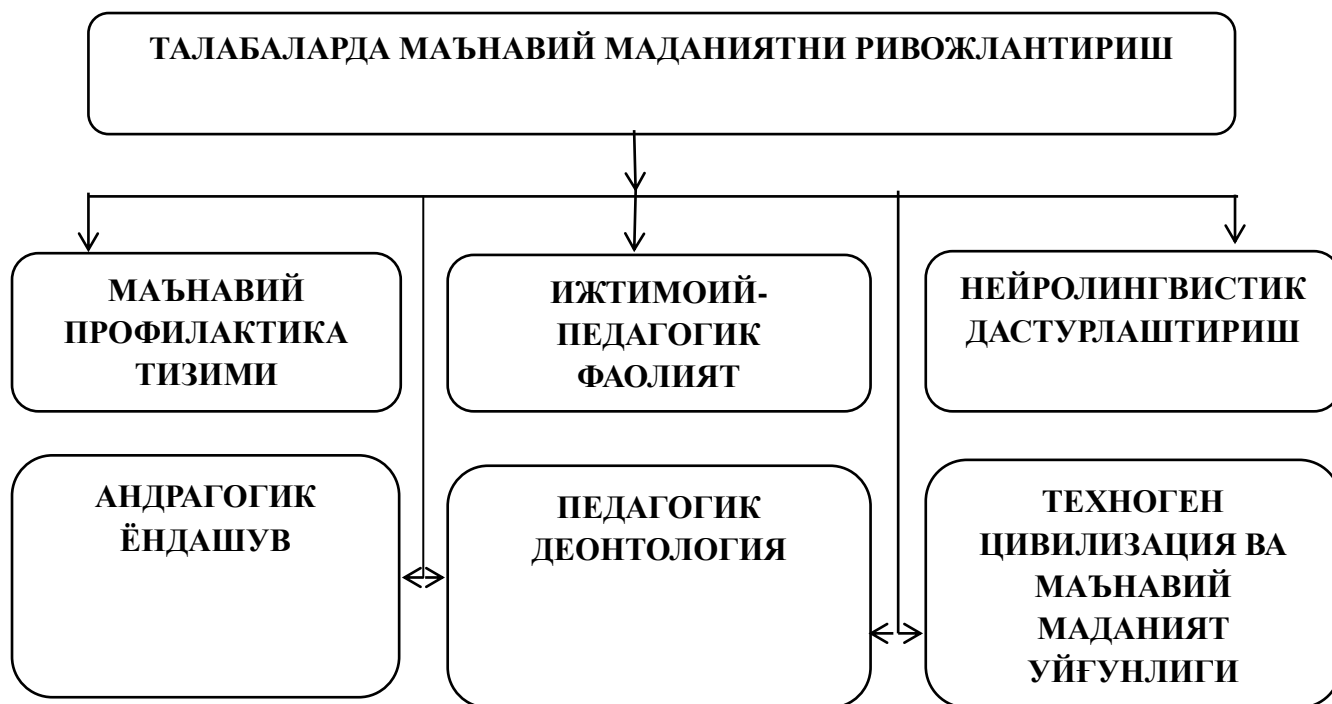 ТАЛАБАЛАРДА МАЪНАВИЙ МАДАНИЯТНИ РИВОЖЛАНТИРИШ
МАЪНАВИЙ
ПРОФИЛАКТИКА
ТИЗИМИ
ИЖТИМОИЙ-
ПЕДАГОГИК
ФАОЛИЯТ
НЕЙРОЛИНГВИСТИК
ДАСТУРЛАШТИРИШ
АНДРАГОГИК
ЁНДАШУВ
ПЕДАГОГИК
ДЕОНТОЛОГИЯ
ТЕХНОГЕН
ЦИВИЛИЗАЦИЯ ВА
МАЪНАВИЙ
МАДАНИЯТ
УЙҒУНЛИГИ